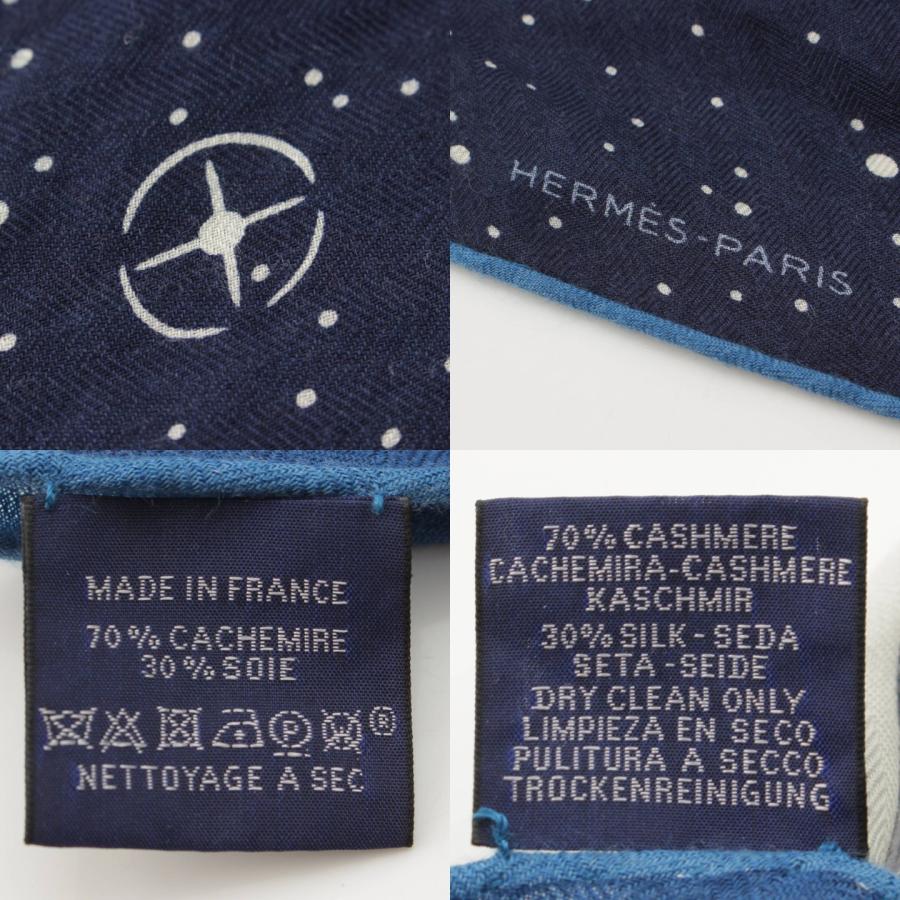 HERMÈS-PARIS
MADE IN FRANCE
70% CACHEMIRE
30% SOIE
®
NETTOYAGE A SEC
70% CASHMERE
CACHEMIRA-CASHMERE
KASCHMIR
30% SILK - SEDA
SETA - SEIDE
DRY CLEAN ONLY
LIMPIEZA EN SECO
PULITURA A SECCO
TROCKENREINIGUNG